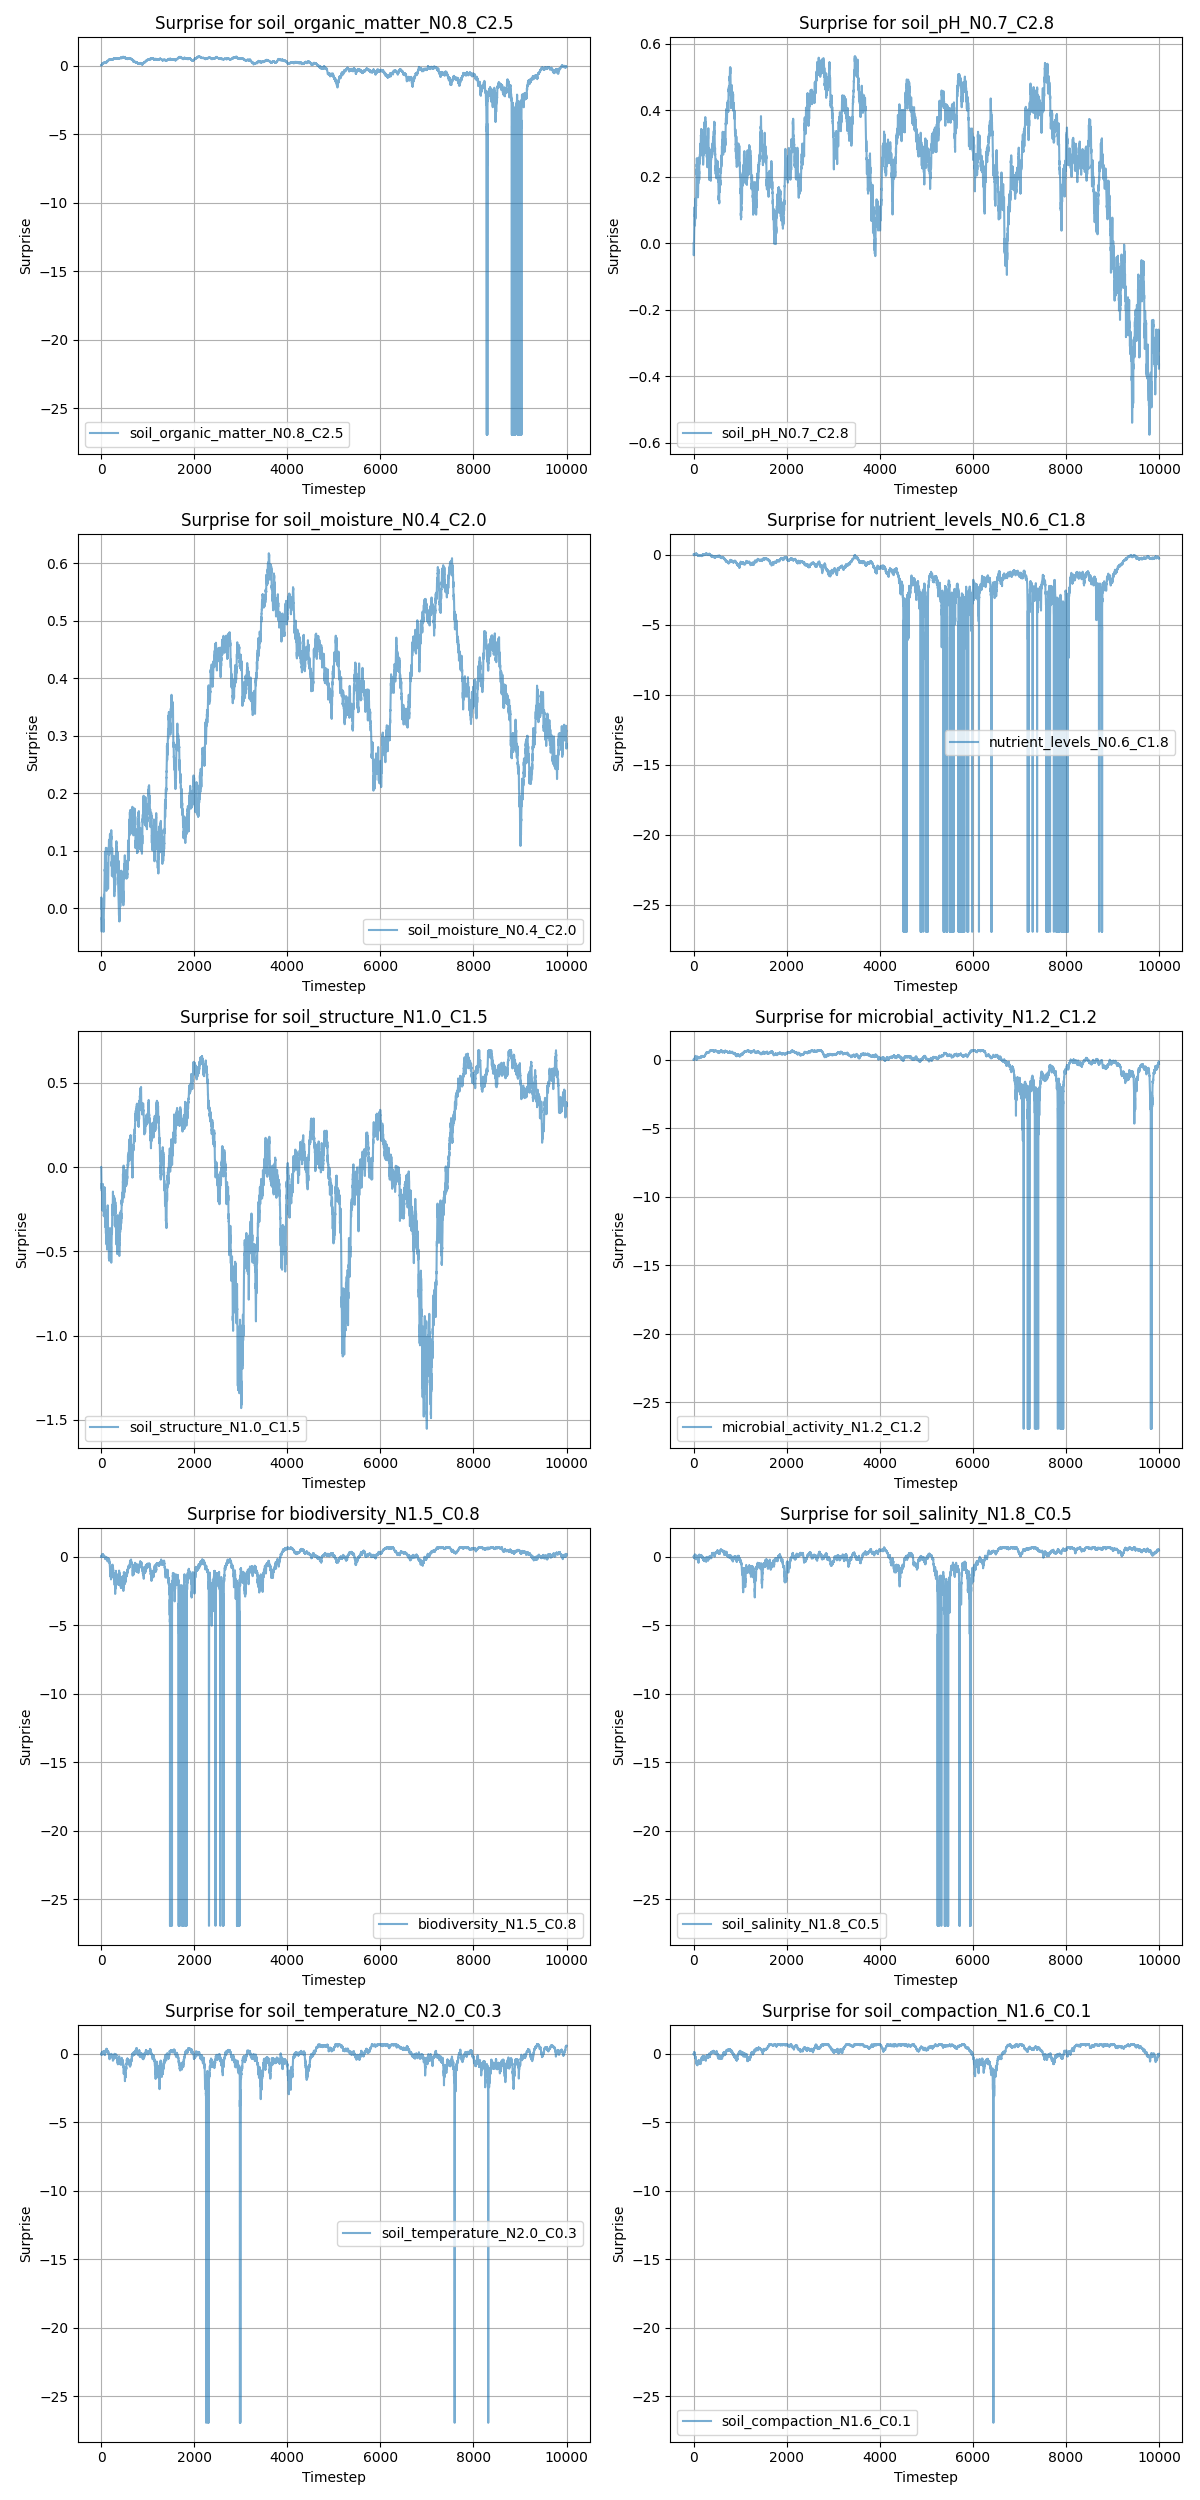 Surprise for soil_organic_matter_N0.8_C2.5
0
−5
−10
−15
−20
−25
Surprise
soil_organic_matter_N0.8_C2.5
0 2000 4000 6000 8000 10000
Timestep
Surprise for soil_pH_N0.7_C2.8
0.6
0.4
0.2
0.0
−0.2
−0.4
−0.6
Surprise
soil_pH_N0.7_C2.8
0 2000 4000 6000 8000 10000
Timestep
Surprise for soil_moisture_N0.4_C2.0
0.6
0.5
0.4
0.3
0.2
0.1
0.0
Surprise
soil_moisture_N0.4_C2.0
0 2000 4000 6000 8000 10000
Timestep
Surprise for nutrient_levels_N0.6_C1.8
0
−5
−10
−15
−20
−25
Surprise
nutrient_levels_N0.6_C1.8
0 2000 4000 6000 8000 10000
Timestep
Surprise for soil_structure_N1.0_C1.5
0.5
0.0
−0.5
−1.0
−1.5
Surprise
soil_structure_N1.0_C1.5
0 2000 4000 6000 8000 10000
Timestep
Surprise for microbial_activity_N1.2_C1.2
0
−5
−10
−15
−20
−25
Surprise
microbial_activity_N1.2_C1.2
0 2000 4000 6000 8000 10000
Timestep
Surprise for biodiversity_N1.5_C0.8
0
−5
−10
−15
−20
−25
Surprise
biodiversity_N1.5_C0.8
0 2000 4000 6000 8000 10000
Timestep
Surprise for soil_salinity_N1.8_C0.5
0
−5
−10
−15
−20
−25
Surprise
soil_salinity_N1.8_C0.5
0 2000 4000 6000 8000 10000
Timestep
Surprise for soil_temperature_N2.0_C0.3
0
−5
−10
−15
−20
−25
Surprise
soil_temperature_N2.0_C0.3
0 2000 4000 6000 8000 10000
Timestep
Surprise for soil_compaction_N1.6_C0.1
0
−5
−10
−15
−20
−25
Surprise
soil_compaction_N1.6_C0.1
0 2000 4000 6000 8000 10000
Timestep